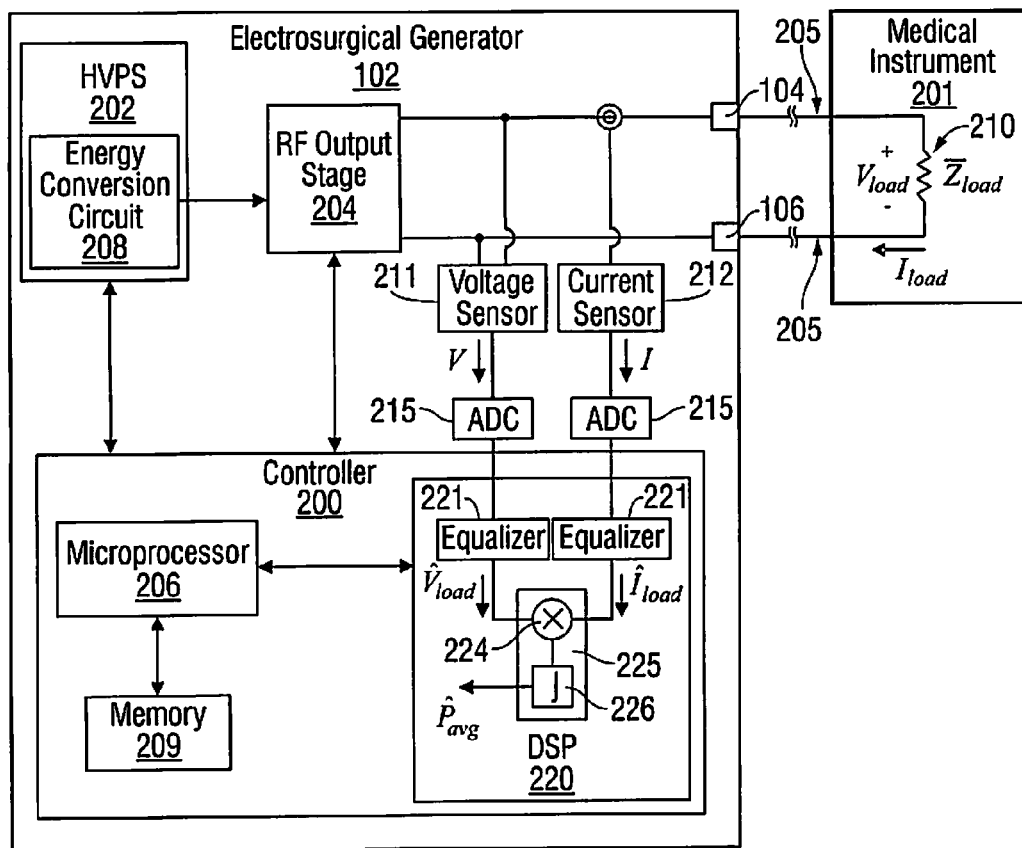 Electrosurgical Generator
102
HVPS
202
Energy
Conversion
Circuit
208
RF Output
Stage
204
205
104
Medical
Instrument
201
210
+
V_load
-
Z̅_load
I_load
106
205
211
Voltage
Sensor
Current
Sensor
212
V
I
215
ADC
ADC
215
Controller
200
Microprocessor
206
Memory
209
221
221
Equalizer
Equalizer
V̂_load
Î_load
×
224
225
∫
226
P̂_avg
DSP
220